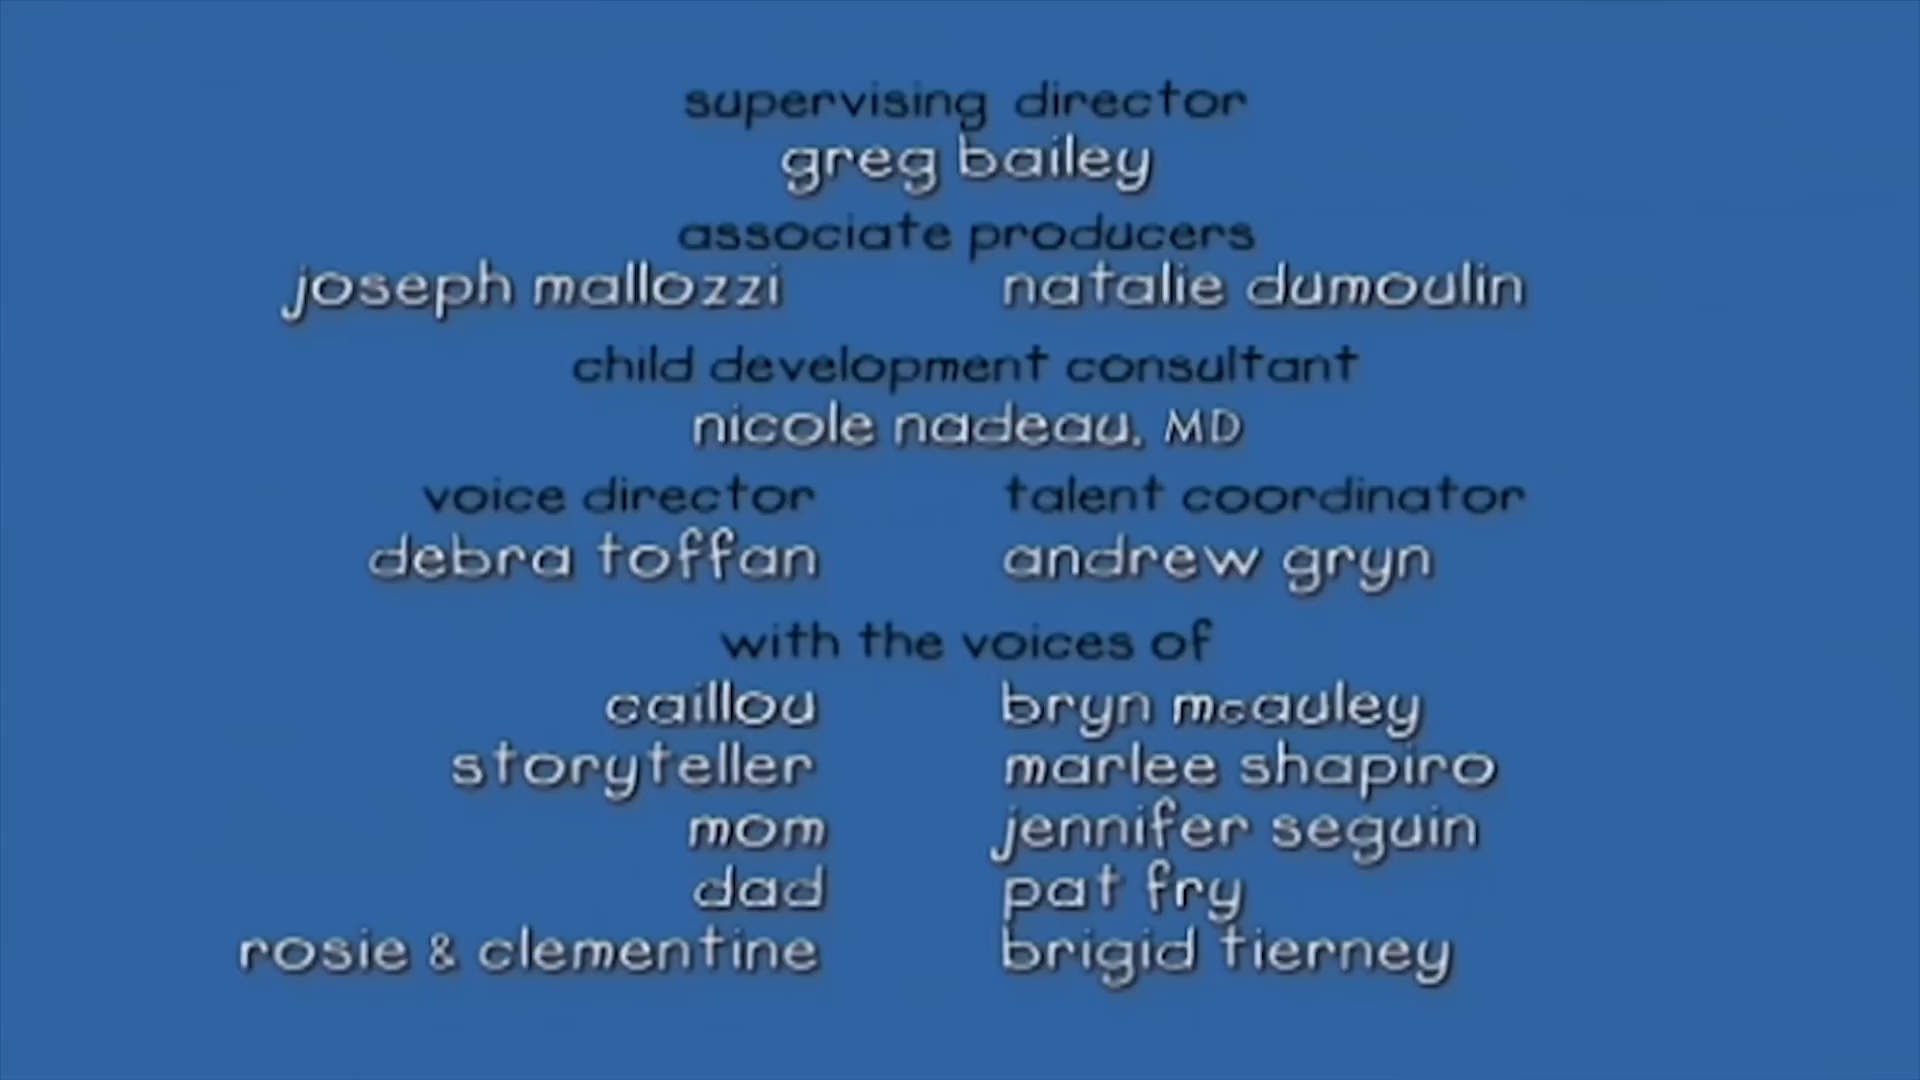 supervising director
greg bailey
associate producers
joseph mallozzi natalie dumoulin
child development consultant
nicole nadeau, MD
voice director talent coordinator
debra toffan andrew gryn
with the voices of
caillou bryn mcauley
storyteller marlee shapiro
mom jennifer seguin
dad pat fry
rosie & clementine brigid tierney